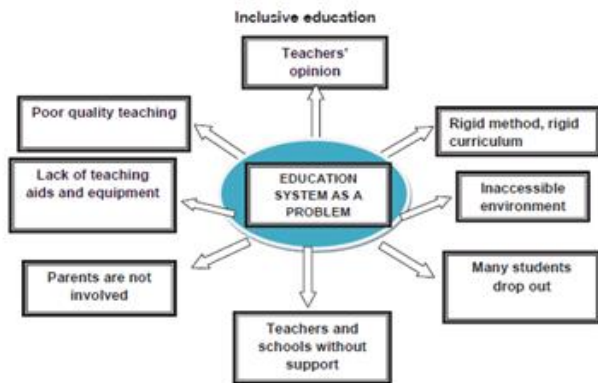 Inclusive education
Teachers'
opinion
Poor quality teaching
Rigid method, rigid
curriculum
Lack of teaching
aids and equipment
EDUCATION
SYSTEM AS A
PROBLEM
Inaccessible
environment
Parents are not
involved
Many students
drop out
Teachers and
schools without
support